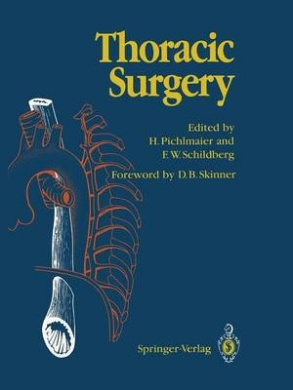 Thoracic
Surgery
Edited by
H. Pichlmaier and
F. W. Schildberg
Foreword by D. B. Skinner
Springer-Verlag